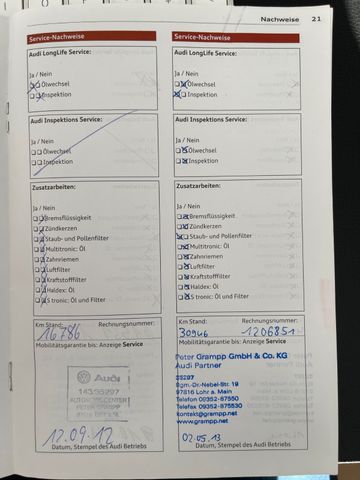 Nachweise 21
Service-Nachweise
Audi LongLife Service:
Ja / Nein
Ölwechsel
Inspektion
Audi Inspektions Service:
Ja / Nein
Ölwechsel
Inspektion
Zusatzarbeiten:
Ja / Nein
Bremsflüssigkeit
Zündkerzen
Staub- und Pollenfilter
Multitronic: Öl
Zahnriemen
Luftfilter
Kraftstofffilter
Haldex: Öl
S tronic: Öl und Filter
Km Stand: Rechnungsnummer:
16786
Mobilitätsgarantie bis: Anzeige Service
Audi
PETER GRAMPP
12.09.12
Datum, Stempel des Audi Betriebs
Service-Nachweise
Audi LongLife Service:
Ja / Nein
Ölwechsel
Inspektion
Audi Inspektions Service:
Ja / Nein
Ölwechsel
Inspektion
Zusatzarbeiten:
Ja / Nein
Bremsflüssigkeit
Zündkerzen
Staub- und Pollenfilter
Multitronic: Öl
Zahnriemen
Luftfilter
Kraftstofffilter
Haldex: Öl
S tronic: Öl und Filter
Km Stand: Rechnungsnummer:
30946 1206851
Mobilitätsgarantie bis: Anzeige Service
Peter Grampp GmbH & Co. KG
Audi Partner
35297
Bgm.-Dr.-Nebel-Str. 19
97816 Lohr a. Main
Telefon 09352-87550
Telefax 09352-875530
kontakt@grampp.net
www.grampp.net
02.05.13
Datum, Stempel des Audi Betriebs